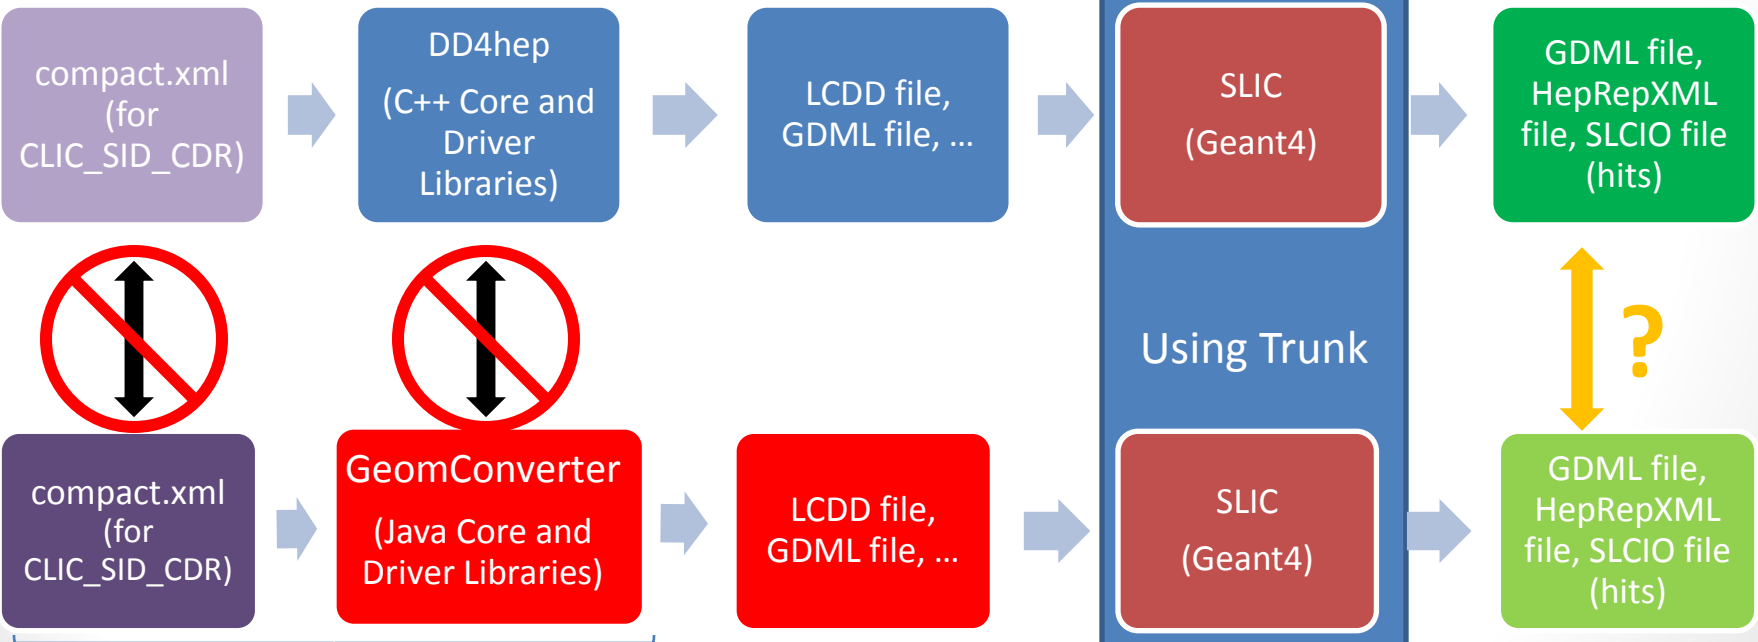 compact.xml
(for
CLIC_SID_CDR)
DD4hep
(C++ Core and
Driver
Libraries)
LCDD file,
GDML file, ...
SLIC
(Geant4)
GDML file,
HepRepXML
file, SLCIO file
(hits)
Using Trunk
?
compact.xml
(for
CLIC_SID_CDR)
GeomConverter
(Java Core and
Driver Libraries)
LCDD file,
GDML file, ...
SLIC
(Geant4)
GDML file,
HepRepXML
file, SLCIO file
(hits)